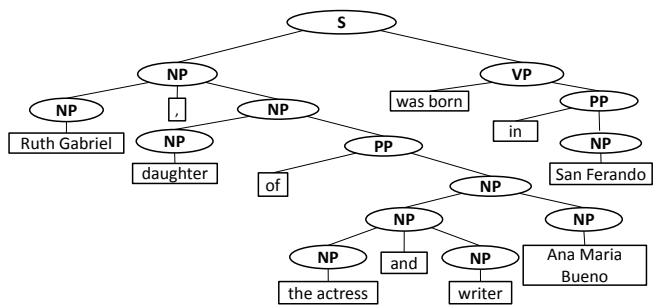 S
NP
VP
NP
,
NP
was born
PP
Ruth Gabriel
NP
PP
in
NP
daughter
of
NP
San Ferando
NP
NP
NP
and
NP
Ana Maria
Bueno
the actress
writer